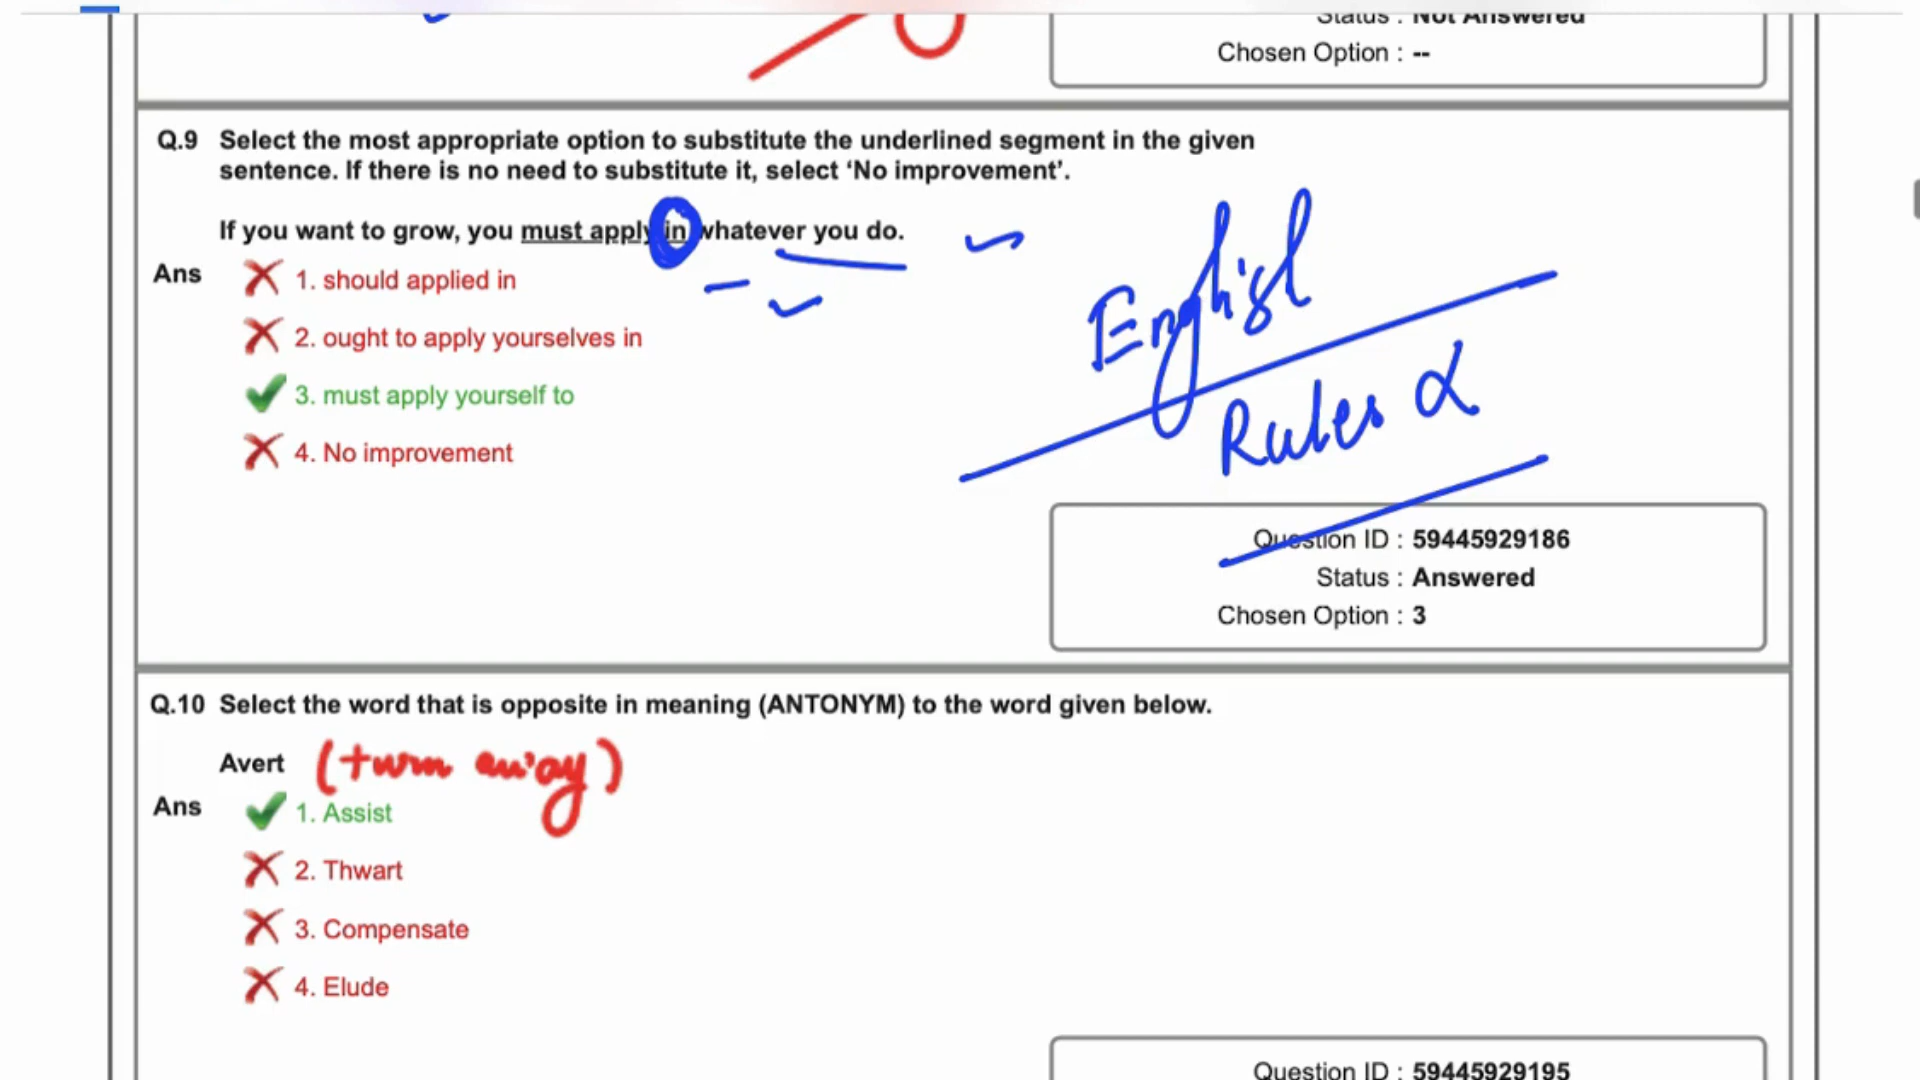 Status : Not Answered
Chosen Option : --
Q.9 Select the most appropriate option to substitute the underlined segment in the given
sentence. If there is no need to substitute it, select ‘No improvement’.
If you want to grow, you must apply in whatever you do.
Ans 1. should applied in
2. ought to apply yourselves in
3. must apply yourself to
4. No improvement
English
Rules α
Question ID : 59445929186
Status : Answered
Chosen Option : 3
Q.10 Select the word that is opposite in meaning (ANTONYM) to the word given below.
Avert (turn away)
Ans 1. Assist
2. Thwart
3. Compensate
4. Elude
Question ID : 59445929195